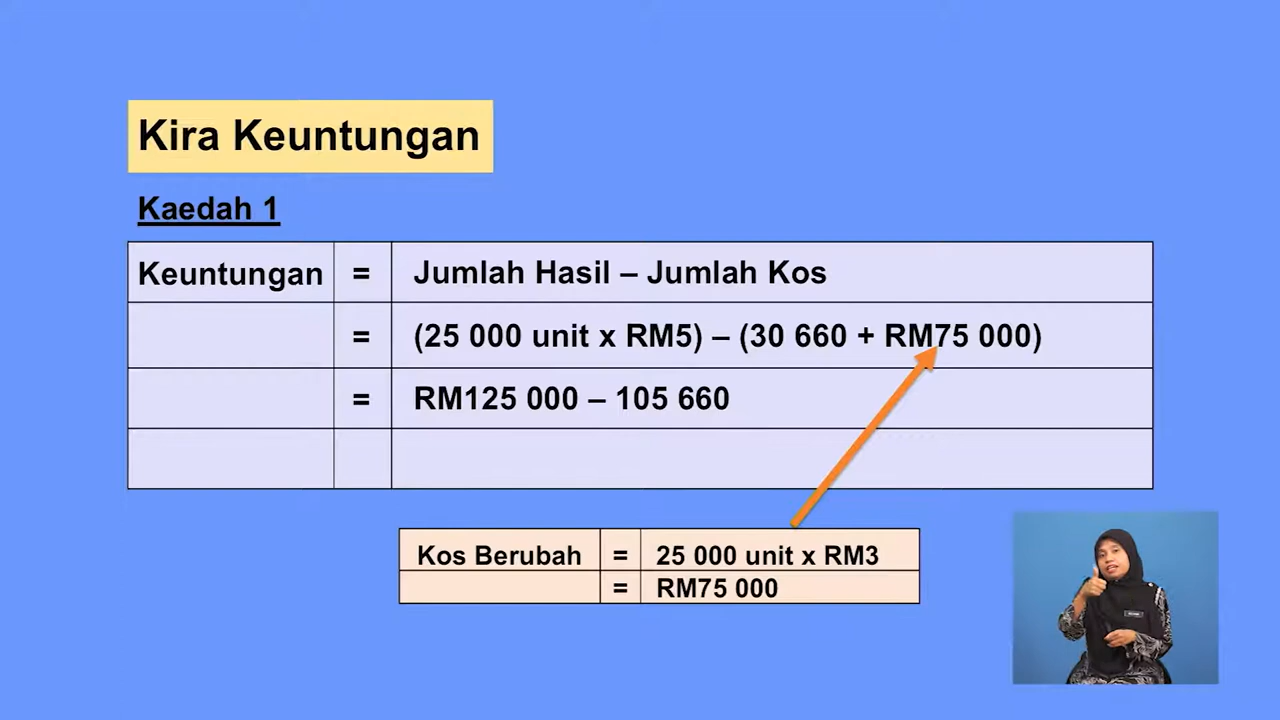 Kira Keuntungan
Kaedah 1
Keuntungan = Jumlah Hasil – Jumlah Kos
= (25 000 unit x RM5) – (30 660 + RM75 000)
= RM125 000 – 105 660
Kos Berubah = 25 000 unit x RM3
= RM75 000